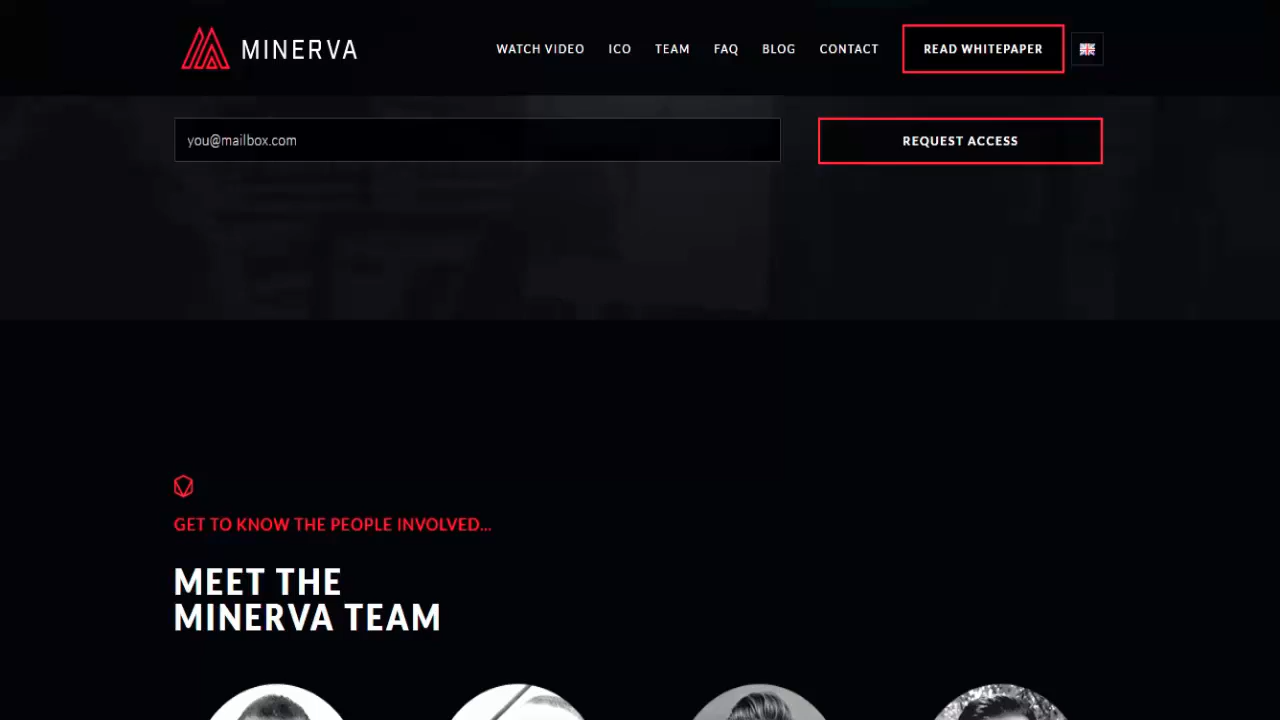 MINERVA
WATCH VIDEO
ICO
TEAM
FAQ
BLOG
CONTACT
READ WHITEPAPER
you@mailbox.com
REQUEST ACCESS
GET TO KNOW THE PEOPLE INVOLVED...
MEET THE
MINERVA TEAM